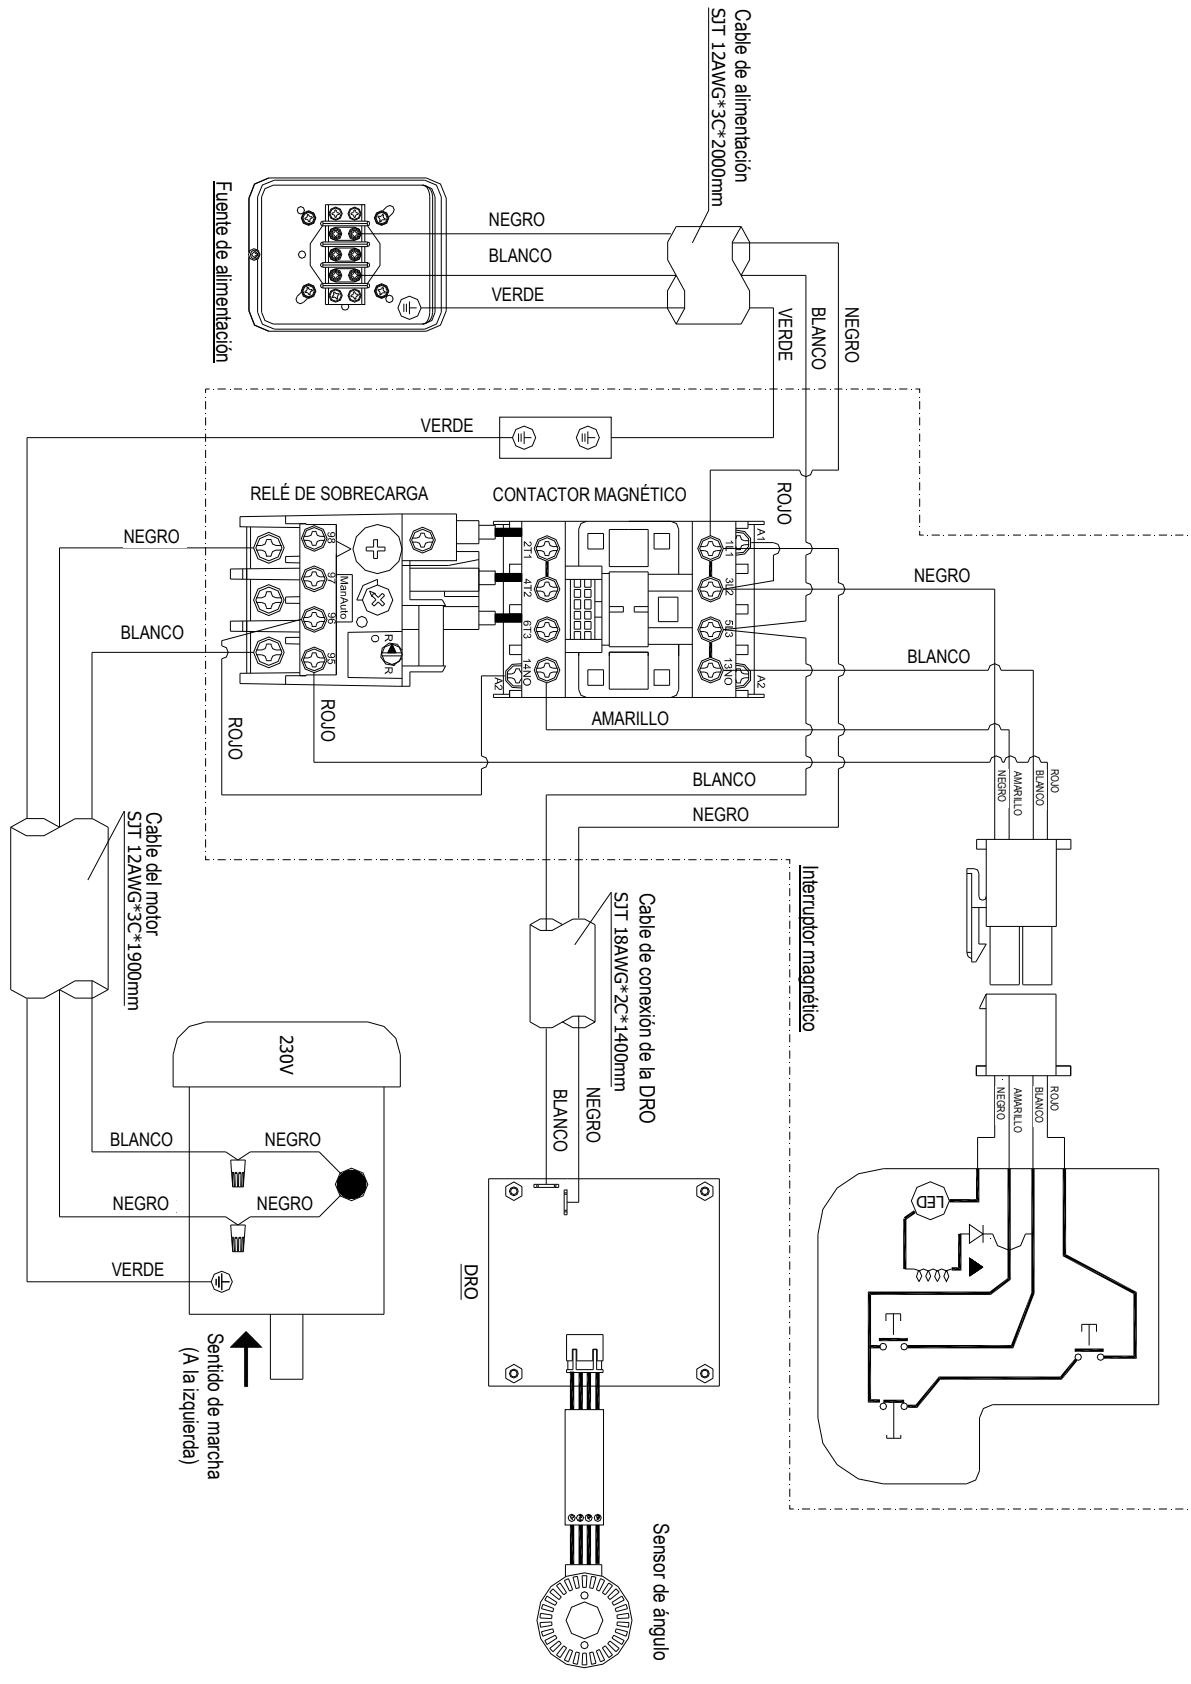 Cable de alimentación
SJT 12AWG*3C*2000mm
Fuente de alimentación
NEGRO
BLANCO
VERDE
VERDE
BLANCO
NEGRO
VERDE
RELÉ DE SOBRECARGA
CONTACTOR MAGNÉTICO
ROJO
NEGRO
BLANCO
98
97
96
95
ManAuto
R
R
2T1
4T2
6T3
14NO
A2
A1
1L1
3L2
5L3
13NO
A2
NEGRO
BLANCO
AMARILLO
ROJO
ROJO
BLANCO
NEGRO
ROJO
BLANCO
AMARILLO
NEGRO
Interruptor magnético
Cable del motor
SJT 12AWG*3C*1900mm
Cable de conexión de la DRO
SJT 18AWG*2C*1400mm
230V
NEGRO
BLANCO
ROJO
BLANCO
AMARILLO
NEGRO
BLANCO
NEGRO
NEGRO
NEGRO
VERDE
LED
DRO
Sentido de marcha
(A la izquierda)
Sensor de ángulo